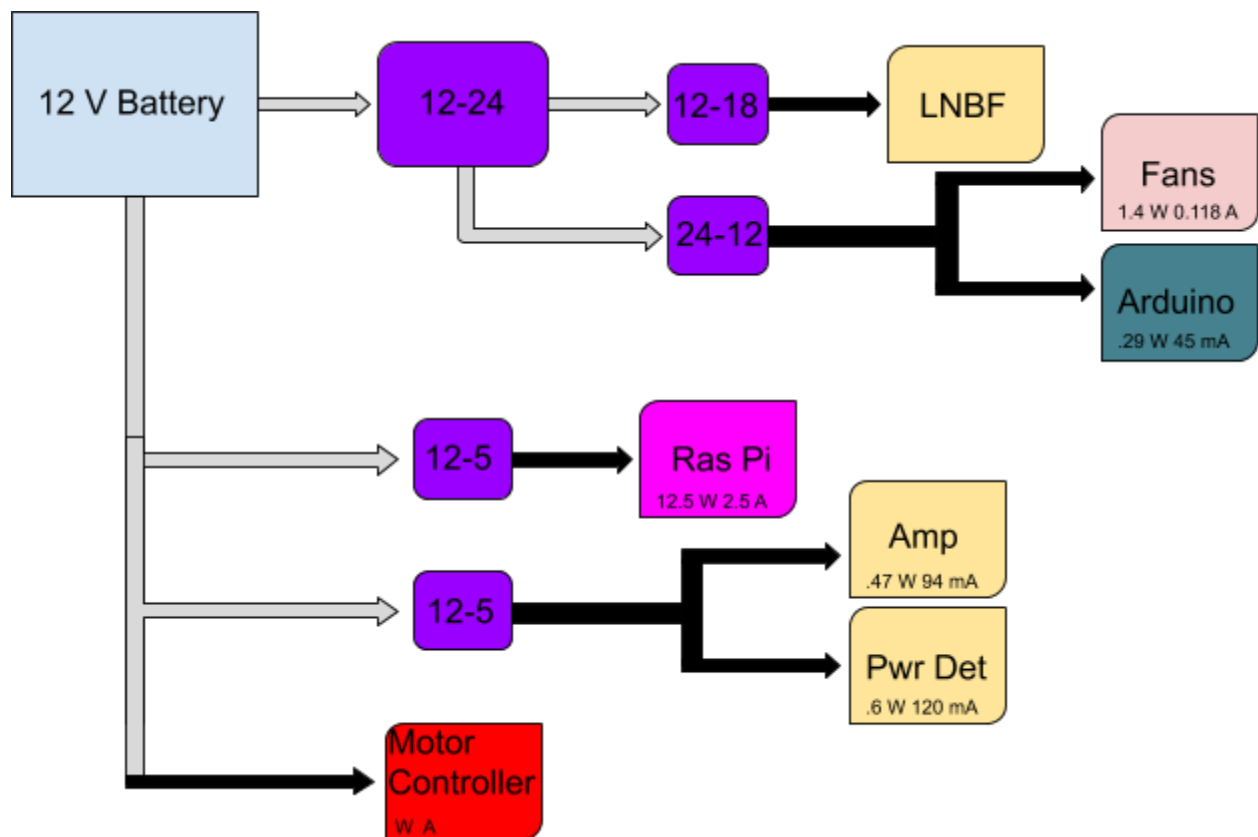 12 V Battery
12-24
12-18
LNBF
24-12
Fans
1.4 W 0.118 A
Arduino
.29 W 45 mA
12-5
Ras Pi
12.5 W 2.5 A
12-5
Amp
.47 W 94 mA
Pwr Det
.6 W 120 mA
Motor
Controller
W A